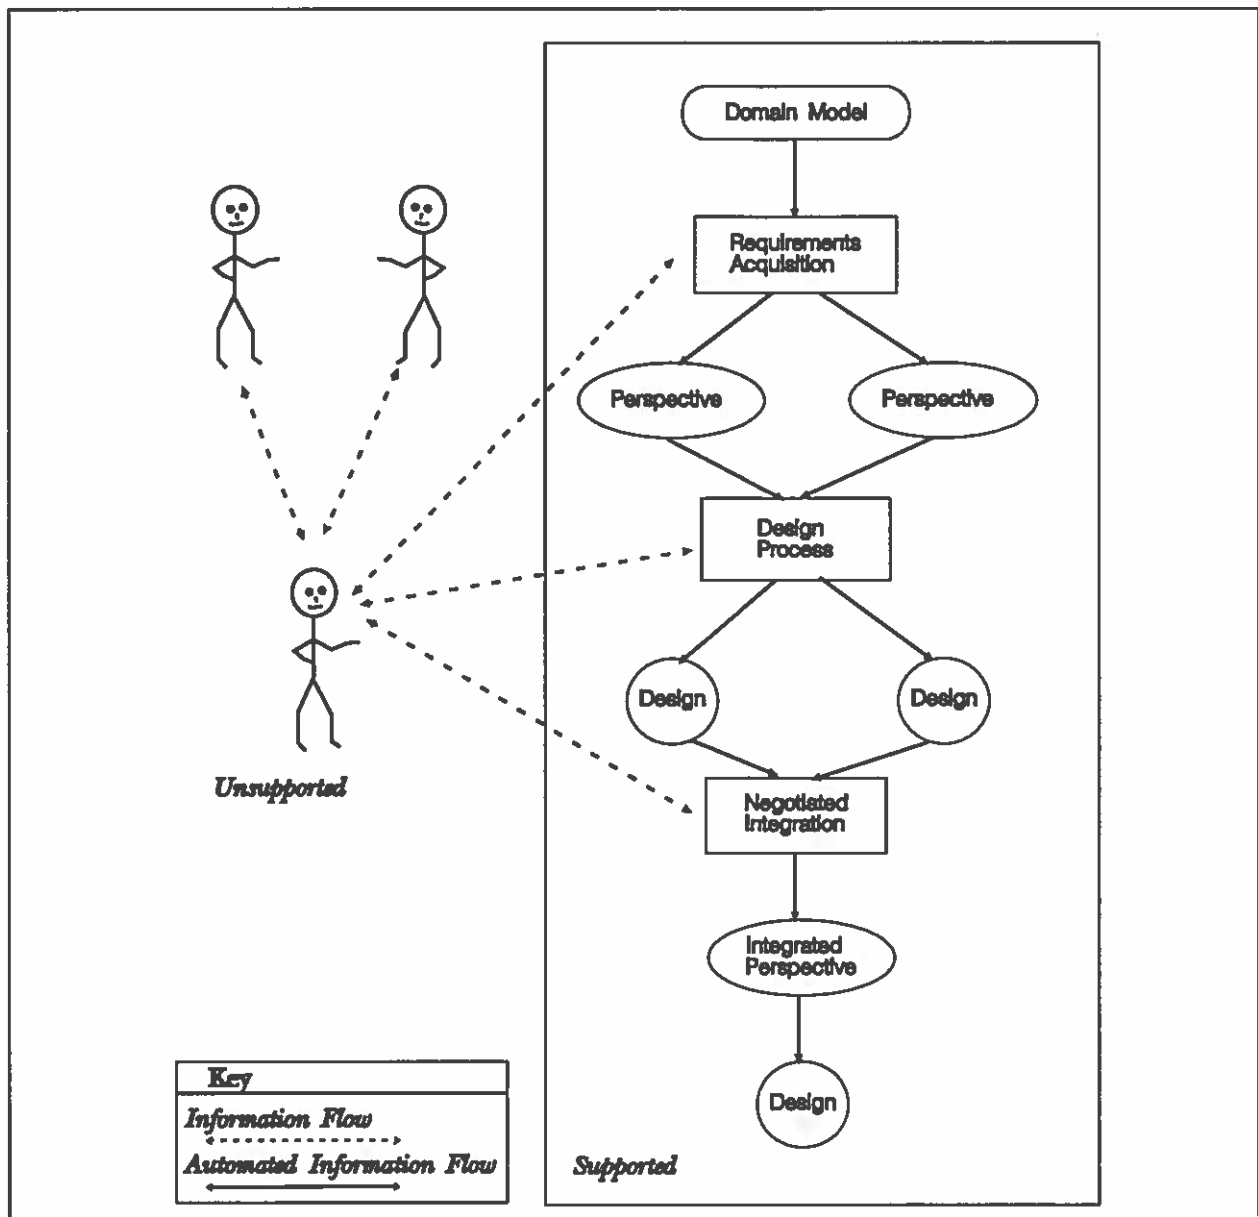 Domain Model
Requirements
Acquisition
Perspective
Perspective
Design
Process
Design
Design
Unsupported
Negotiated
Integration
Integrated
Perspective
Design
Key
Information Flow
Automated Information Flow
Supported